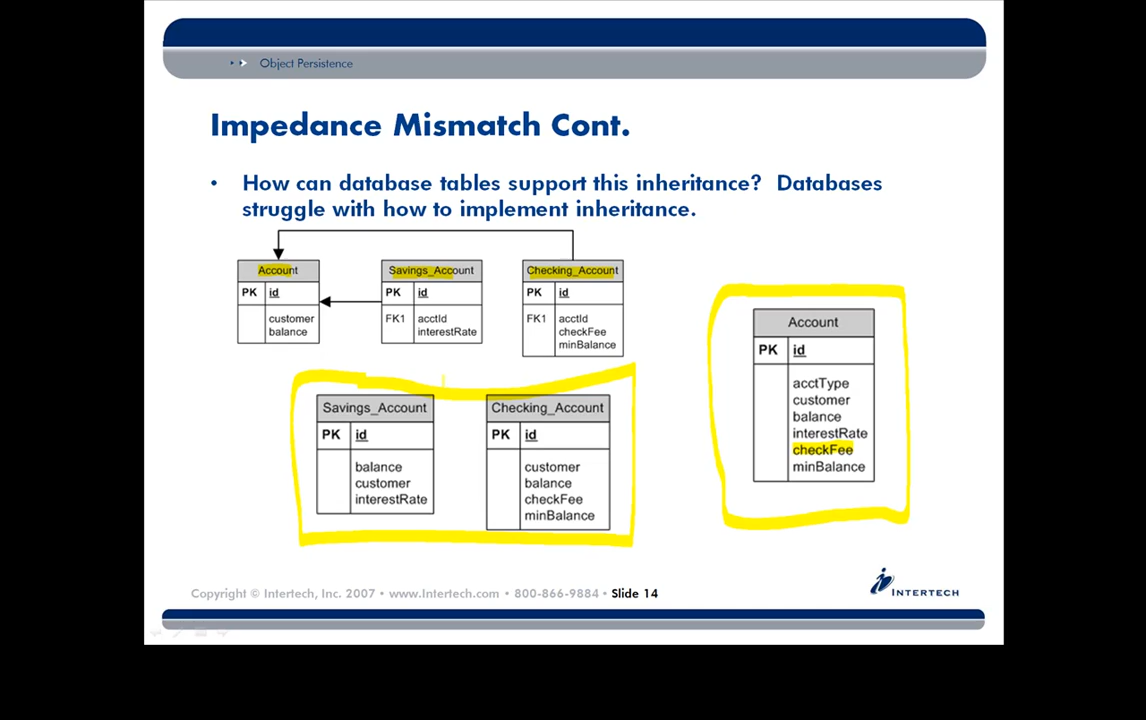 Object Persistence
Impedance Mismatch Cont.
• How can database tables support this inheritance? Databases
struggle with how to implement inheritance.
Account
PK id
customer
balance
Savings_Account
PK id
FK1 acctId
interestRate
Checking_Account
PK id
FK1 acctId
checkFee
minBalance
Savings_Account
PK id
balance
customer
interestRate
Checking_Account
PK id
customer
balance
checkFee
minBalance
Account
PK id
acctType
customer
balance
interestRate
checkFee
minBalance
Copyright © Intertech, Inc. 2007 • www.Intertech.com • 800-866-9884 • Slide 14
INTERTECH